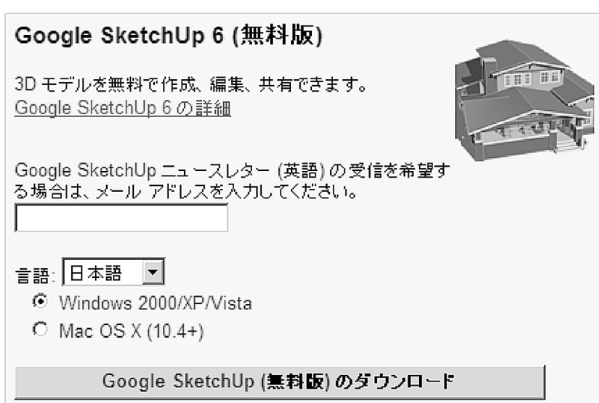 Google SketchUp 6 (無料版)
3D モデルを無料で作成、編集、共有できます。
Google SketchUp 6 の詳細
Google SketchUp ニュースレター (英語) の受信を希望す
る場合は、メール アドレスを入力してください。
言語: 日本語
Windows 2000/XP/Vista
Mac OS X (10.4+)
Google SketchUp (無料版) のダウンロード